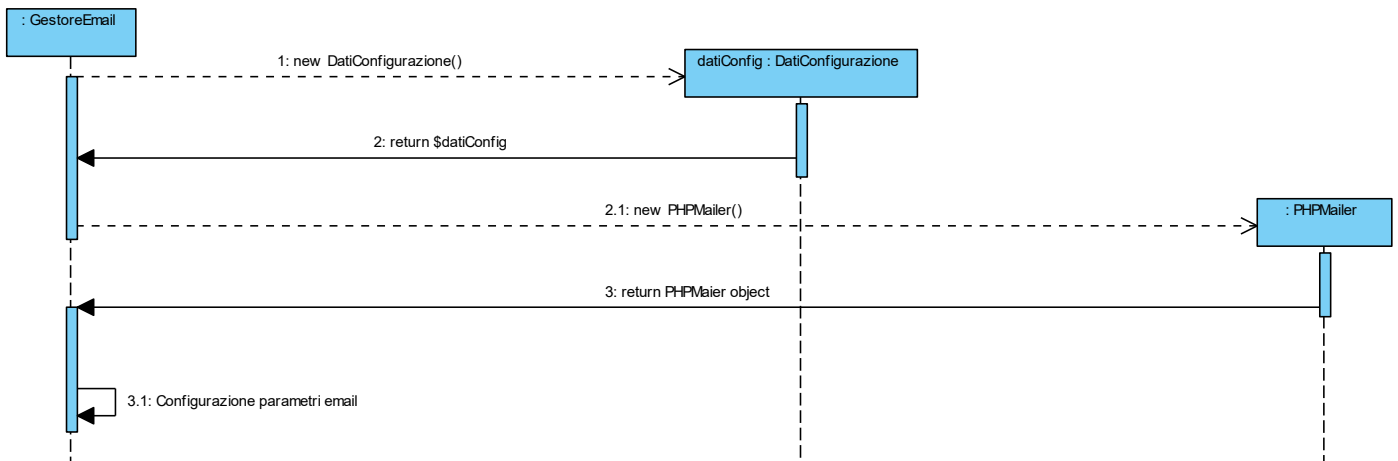 : GestoreEmail
1: new DatiConfigurazione()
datiConfig : DatiConfigurazione
2: return $datiConfig
2.1: new PHPMailer()
: PHPMailer
3: return PHPMaier object
3.1: Configurazione parametri email